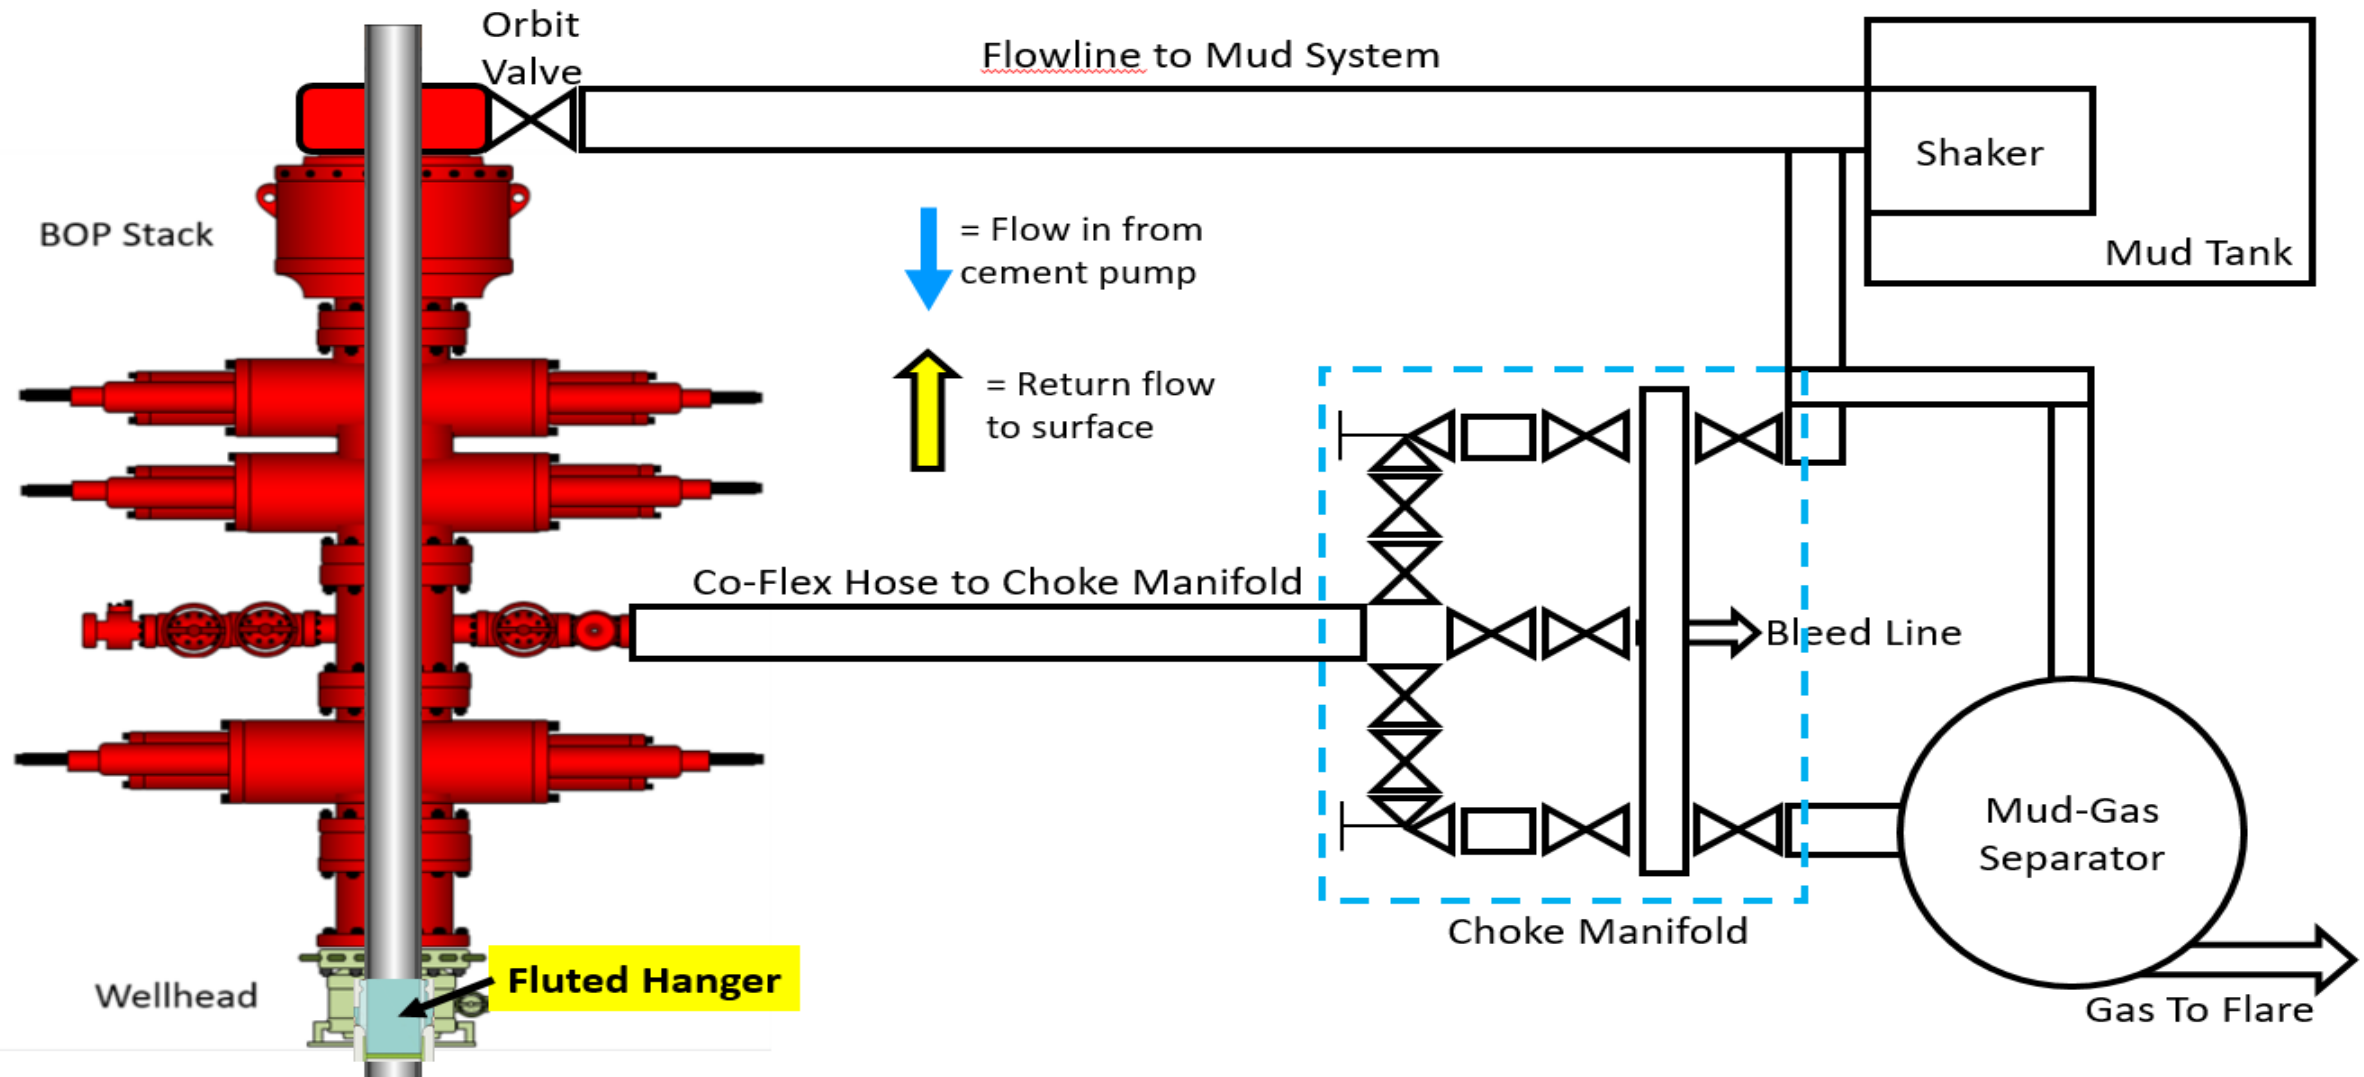 Orbit
Valve
Flowline to Mud System
Shaker
Mud Tank
BOP Stack
= Flow in from
cement pump
= Return flow
to surface
Co-Flex Hose to Choke Manifold
Bleed Line
Mud-Gas
Separator
Choke Manifold
Fluted Hanger
Wellhead
Gas To Flare